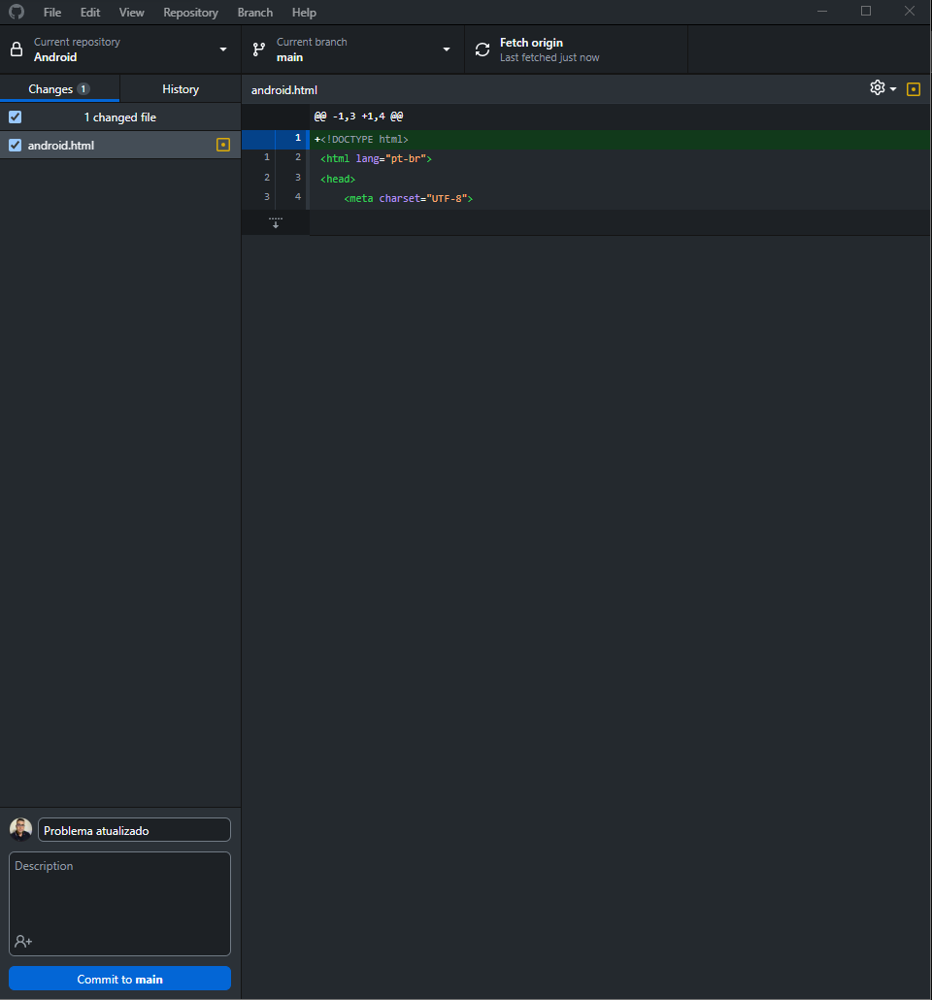 File Edit View Repository Branch Help
Current repository
Android
Current branch
main
Fetch origin
Last fetched just now
Changes 1 History
1 changed file
android.html
android.html
@@ -1,3 +1,4 @@
1 +<!DOCTYPE html>
1 2 <html lang="pt-br">
2 3 <head>
3 4 <meta charset="UTF-8">
Problema atualizado
Description
Commit to main